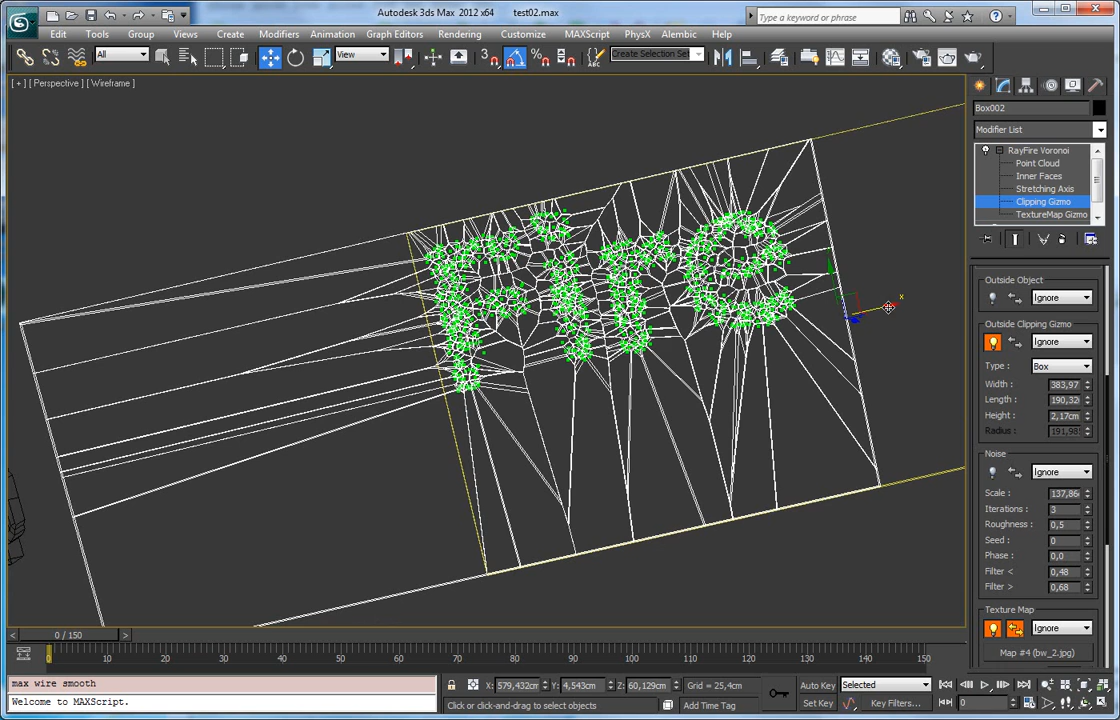 Autodesk 3ds Max 2012 x64 test02.max
Type a keyword or phrase
Edit Tools Group Views Create Modifiers Animation Graph Editors Rendering Customize MAXScript PhysX Alembic Help
All View 3 Create Selection Set
[ + ] [ Perspective ] [ Wireframe ]
Fire
x
Box002
Modifier List
RayFire Voronoi
Point Cloud
Inner Faces
Stretching Axis
Clipping Gizmo
TextureMap Gizmo
Outside Object
Ignore
Outside Clipping Gizmo
Ignore
Type : Box
Width : 383,97
Length : 190,32
Height : 2,17cm
Radius : 191,98
Noise
Ignore
Scale : 137,86
Iterations : 3
Roughness : 0,5
Seed : 0
Phase : 0,0
Filter < 0,48
Filter > 0,68
Texture Map
Ignore
Map #4 (bw_2.jpg)
< 0 / 150 >
0 10 20 30 40 50 60 70 80 90 100 110 120 130 140 150
max wire smooth
Welcome to MAXScript.
X: 579,432cm Y: 4,543cm Z: 60,129cm Grid = 25,4cm
Click or click-and-drag to select objects Add Time Tag
Auto Key Selected
Set Key Key Filters... 0